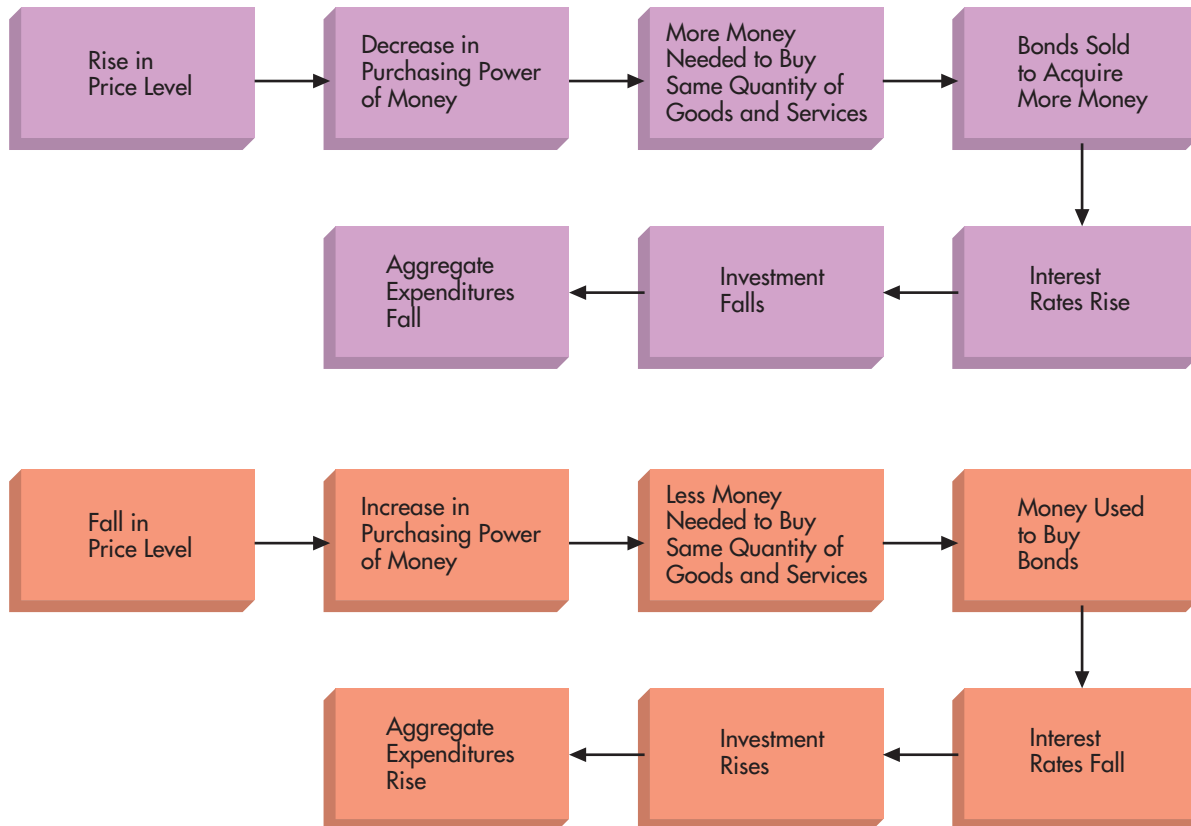 Rise in
Price Level
Decrease in
Purchasing Power
of Money
More Money
Needed to Buy
Same Quantity of
Goods and Services
Bonds Sold
to Acquire
More Money
Interest
Rates Rise
Investment
Falls
Aggregate
Expenditures
Fall
Fall in
Price Level
Increase in
Purchasing Power
of Money
Less Money
Needed to Buy
Same Quantity of
Goods and Services
Money Used
to Buy
Bonds
Interest
Rates Fall
Investment
Rises
Aggregate
Expenditures
Rise